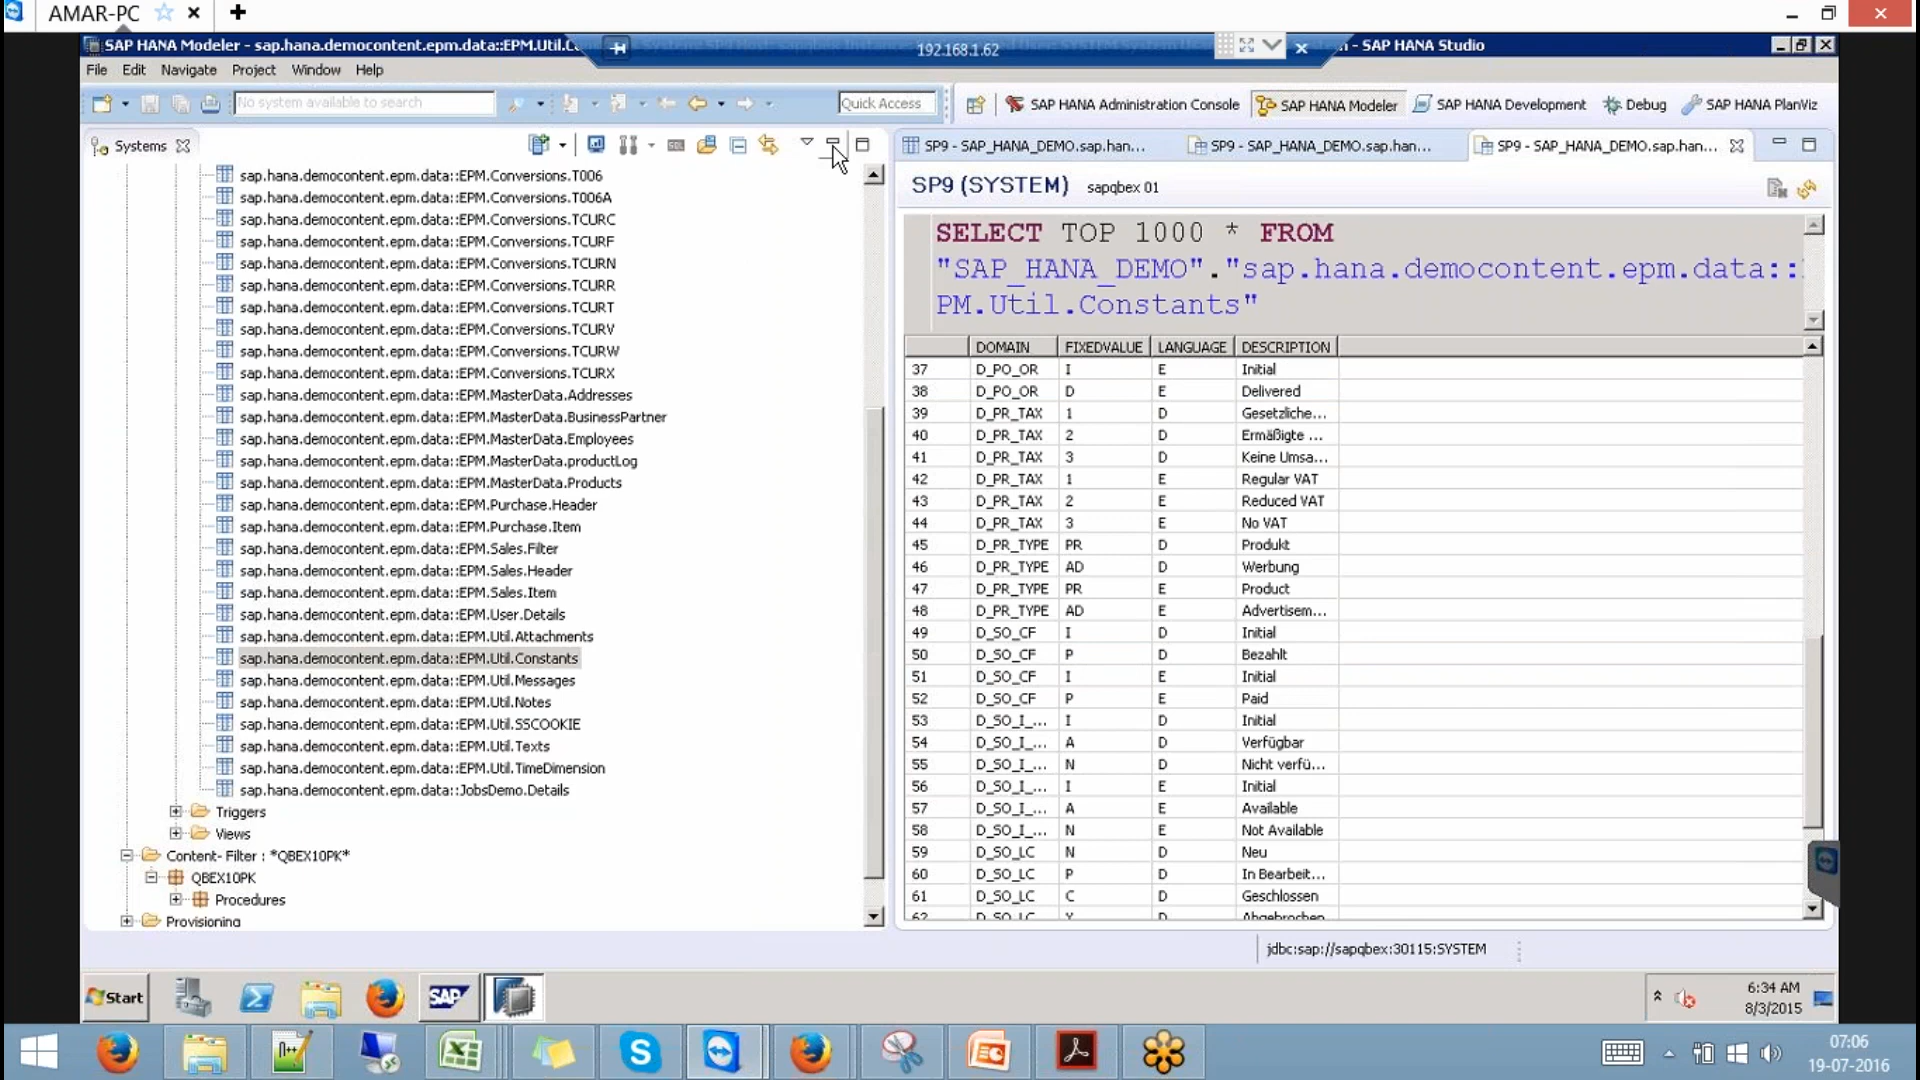 AMAR-PC
SAP HANA Modeler - sap.hana.democontent.epm.data::EPM.Util.C
192.168.1.62
- SAP HANA Studio
File Edit Navigate Project Window Help
No system available to search
Quick Access
SAP HANA Administration Console
SAP HANA Modeler
SAP HANA Development
Debug
SAP HANA PlanViz
Systems
sap.hana.democontent.epm.data::EPM.Conversions.T006
sap.hana.democontent.epm.data::EPM.Conversions.T006A
sap.hana.democontent.epm.data::EPM.Conversions.TCURC
sap.hana.democontent.epm.data::EPM.Conversions.TCURF
sap.hana.democontent.epm.data::EPM.Conversions.TCURN
sap.hana.democontent.epm.data::EPM.Conversions.TCURR
sap.hana.democontent.epm.data::EPM.Conversions.TCURT
sap.hana.democontent.epm.data::EPM.Conversions.TCURV
sap.hana.democontent.epm.data::EPM.Conversions.TCURW
sap.hana.democontent.epm.data::EPM.Conversions.TCURX
sap.hana.democontent.epm.data::EPM.MasterData.Addresses
sap.hana.democontent.epm.data::EPM.MasterData.BusinessPartner
sap.hana.democontent.epm.data::EPM.MasterData.Employees
sap.hana.democontent.epm.data::EPM.MasterData.productLog
sap.hana.democontent.epm.data::EPM.MasterData.Products
sap.hana.democontent.epm.data::EPM.Purchase.Header
sap.hana.democontent.epm.data::EPM.Purchase.Item
sap.hana.democontent.epm.data::EPM.Sales.Filter
sap.hana.democontent.epm.data::EPM.Sales.Header
sap.hana.democontent.epm.data::EPM.Sales.Item
sap.hana.democontent.epm.data::EPM.User.Details
sap.hana.democontent.epm.data::EPM.Util.Attachments
sap.hana.democontent.epm.data::EPM.Util.Constants
sap.hana.democontent.epm.data::EPM.Util.Messages
sap.hana.democontent.epm.data::EPM.Util.Notes
sap.hana.democontent.epm.data::EPM.Util.SSCOOKIE
sap.hana.democontent.epm.data::EPM.Util.Texts
sap.hana.democontent.epm.data::EPM.Util.TimeDimension
sap.hana.democontent.epm.data::JobsDemo.Details
Triggers
Views
Content- Filter : *QBEX10PK*
QBEX10PK
Procedures
Provisioning
SP9 - SAP_HANA_DEMO.sap.han...
SP9 - SAP_HANA_DEMO.sap.han...
SP9 - SAP_HANA_DEMO.sap.han...
SP9 (SYSTEM) sapqbex 01
SELECT TOP 1000 * FROM
"SAP_HANA_DEMO"."sap.hana.democontent.epm.data::
PM.Util.Constants"
DOMAIN FIXEDVALUE LANGUAGE DESCRIPTION
37 D_PO_OR I E Initial
38 D_PO_OR D E Delivered
39 D_PR_TAX 1 D Gesetzliche...
40 D_PR_TAX 2 D Ermäßigte ...
41 D_PR_TAX 3 D Keine Umsa...
42 D_PR_TAX 1 E Regular VAT
43 D_PR_TAX 2 E Reduced VAT
44 D_PR_TAX 3 E No VAT
45 D_PR_TYPE PR D Produkt
46 D_PR_TYPE AD D Werbung
47 D_PR_TYPE PR E Product
48 D_PR_TYPE AD E Advertisem...
49 D_SO_CF I D Initial
50 D_SO_CF P D Bezahlt
51 D_SO_CF I E Initial
52 D_SO_CF P E Paid
53 D_SO_I_... I D Initial
54 D_SO_I_... A D Verfügbar
55 D_SO_I_... N D Nicht verfü...
56 D_SO_I_... I E Initial
57 D_SO_I_... A E Available
58 D_SO_I_... N E Not Available
59 D_SO_LC N D Neu
60 D_SO_LC P D In Bearbeit...
61 D_SO_LC C D Geschlossen
62 D_SO_LC X D Abgebrochen
jdbc:sap://sapqbex:30115:SYSTEM
Start
SAP
6:34 AM
8/3/2015
07:06
19-07-2016